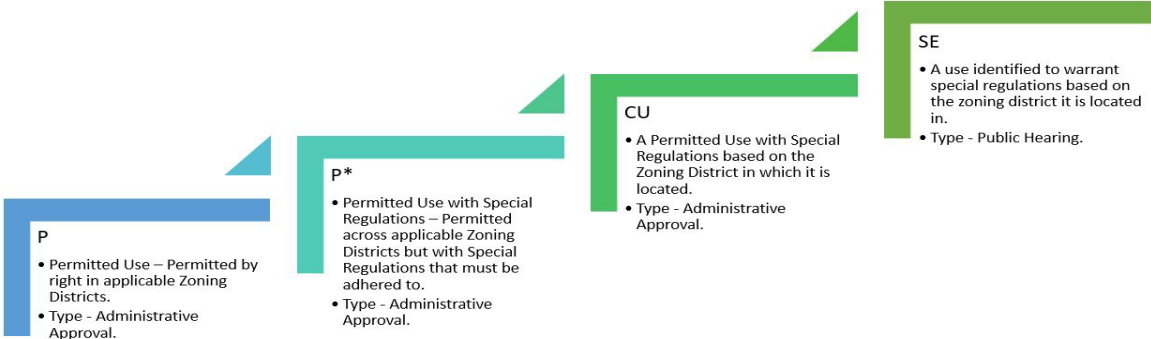 P
• Permitted Use – Permitted by
right in applicable Zoning
Districts.
• Type - Administrative
Approval.
P*
• Permitted Use with Special
Regulations – Permitted
across applicable Zoning
Districts but with Special
Regulations that must be
adhered to.
• Type - Administrative
Approval.
CU
• A Permitted Use with Special
Regulations based on the
Zoning District in which it is
located.
• Type - Administrative
Approval.
SE
• A use identified to warrant
special regulations based on
the zoning district it is located
in.
• Type - Public Hearing.